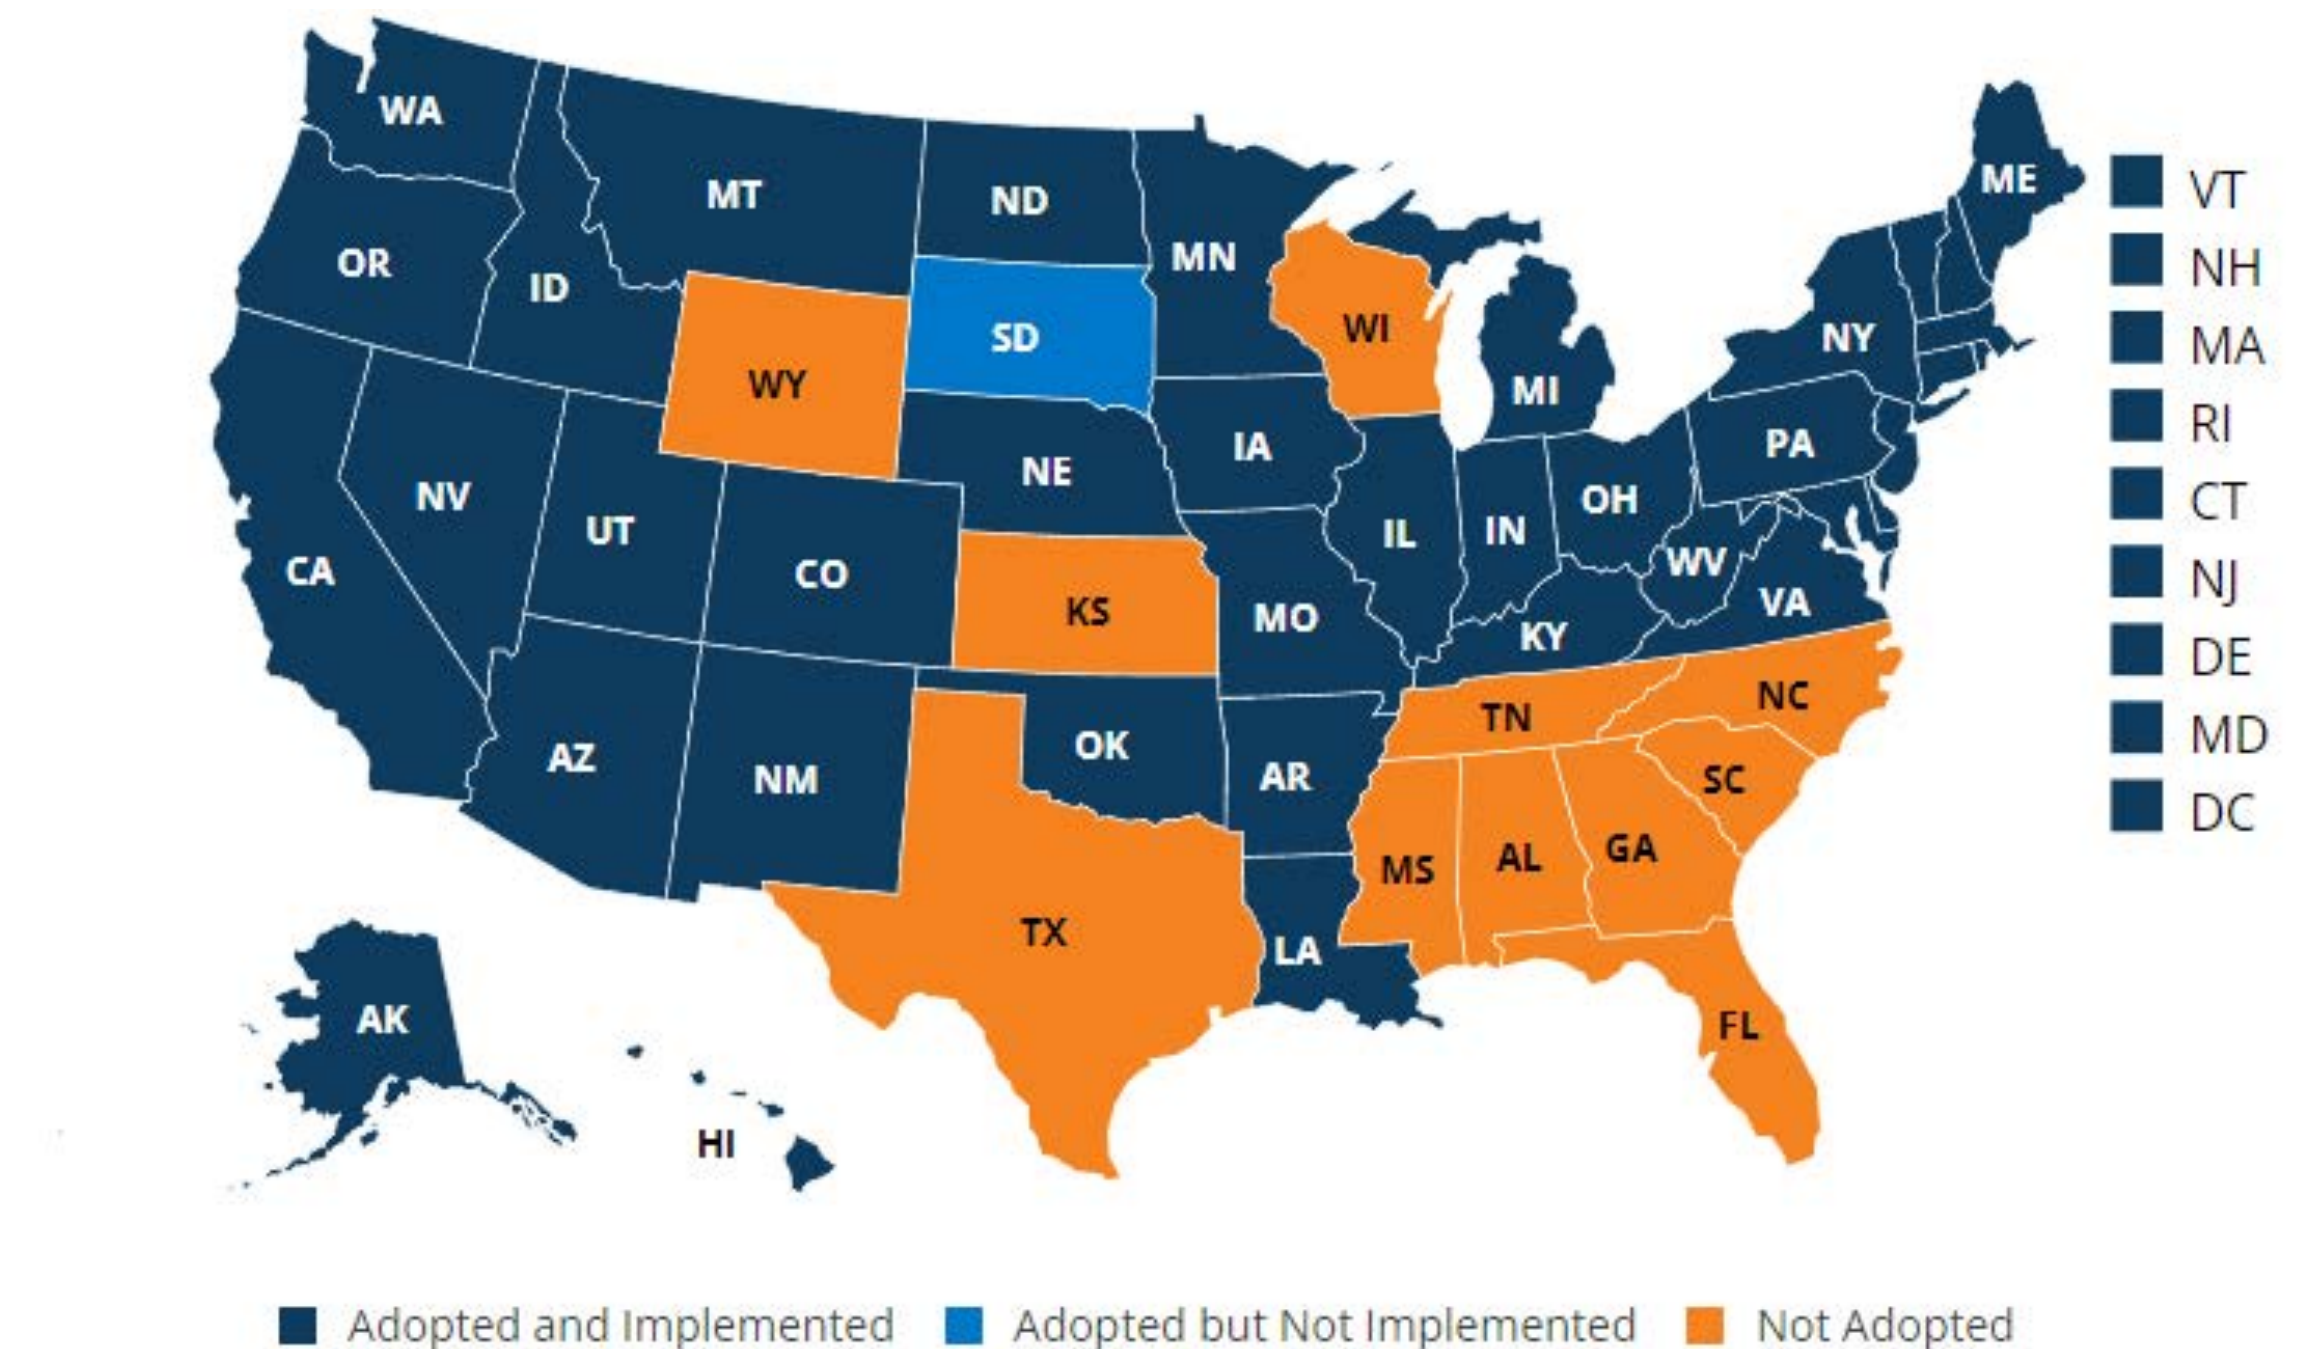 WA
MT
ND
ME
VT
OR
ID
MN
NH
SD
WI
NY
MA
WY
MI
RI
IA
PA
NE
CT
NV
UT
OH
IL
IN
CO
WV
NJ
CA
KS
MO
VA
KY
DE
TN
NC
MD
AZ
NM
OK
AR
SC
DC
MS
AL
GA
TX
LA
AK
FL
HI
Adopted and Implemented
Adopted but Not Implemented
Not Adopted